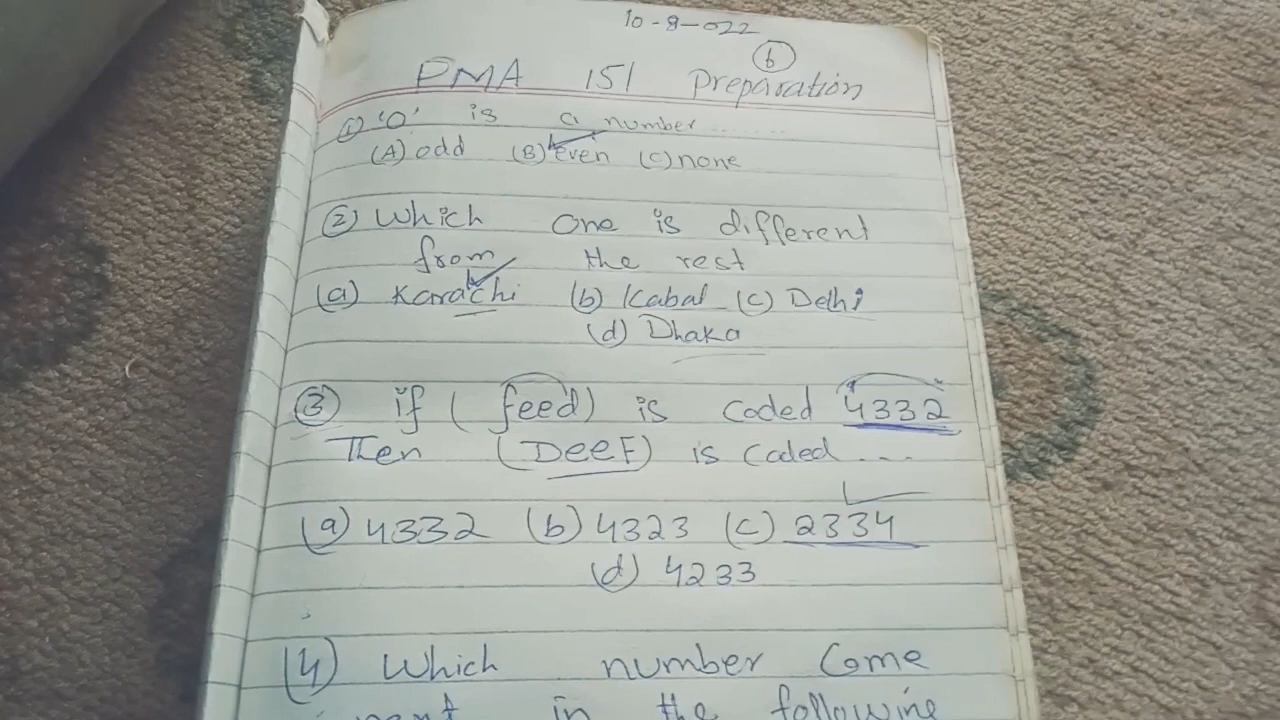 10-8-022
6
PMA 151 Preparation
① '0' is a number........
(A) odd (B) even (C) none
② Which one is different
from the rest
(a) Karachi (b) Kabal (c) Delhi
(d) Dhaka
③ if (feed) is coded 4332
Then (DeeF) is Coded ....
(a) 4332 (b) 4323 (c) 2334
(d) 4233
(4) Which number Come
in the following